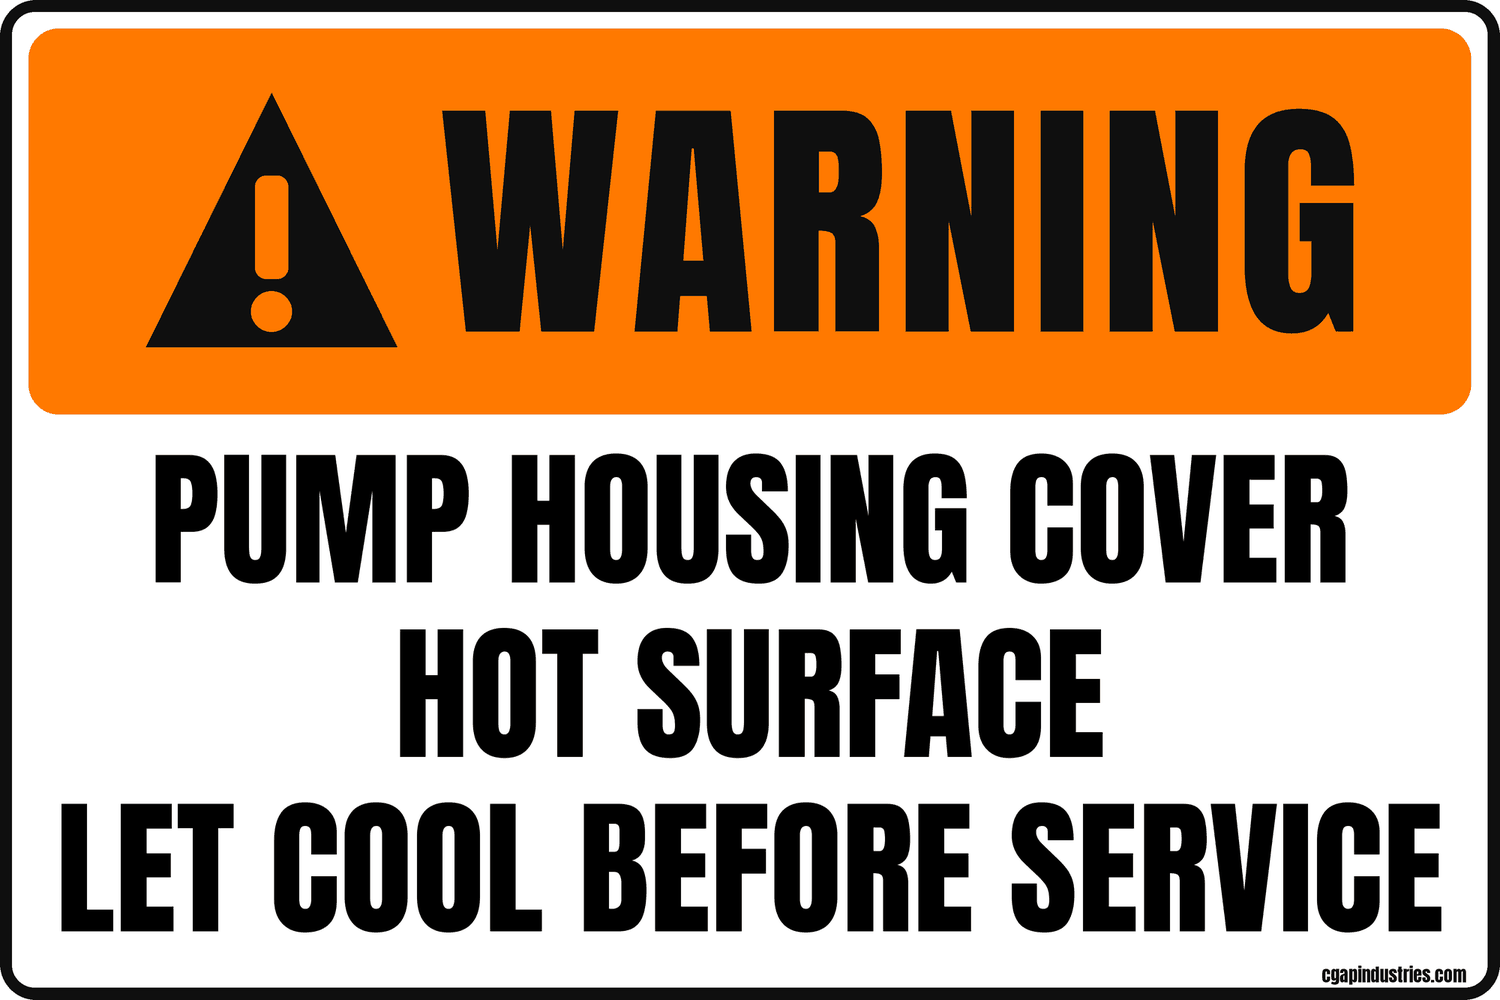 WARNING
PUMP HOUSING COVER
HOT SURFACE
LET COOL BEFORE SERVICE
cgapindustries.com